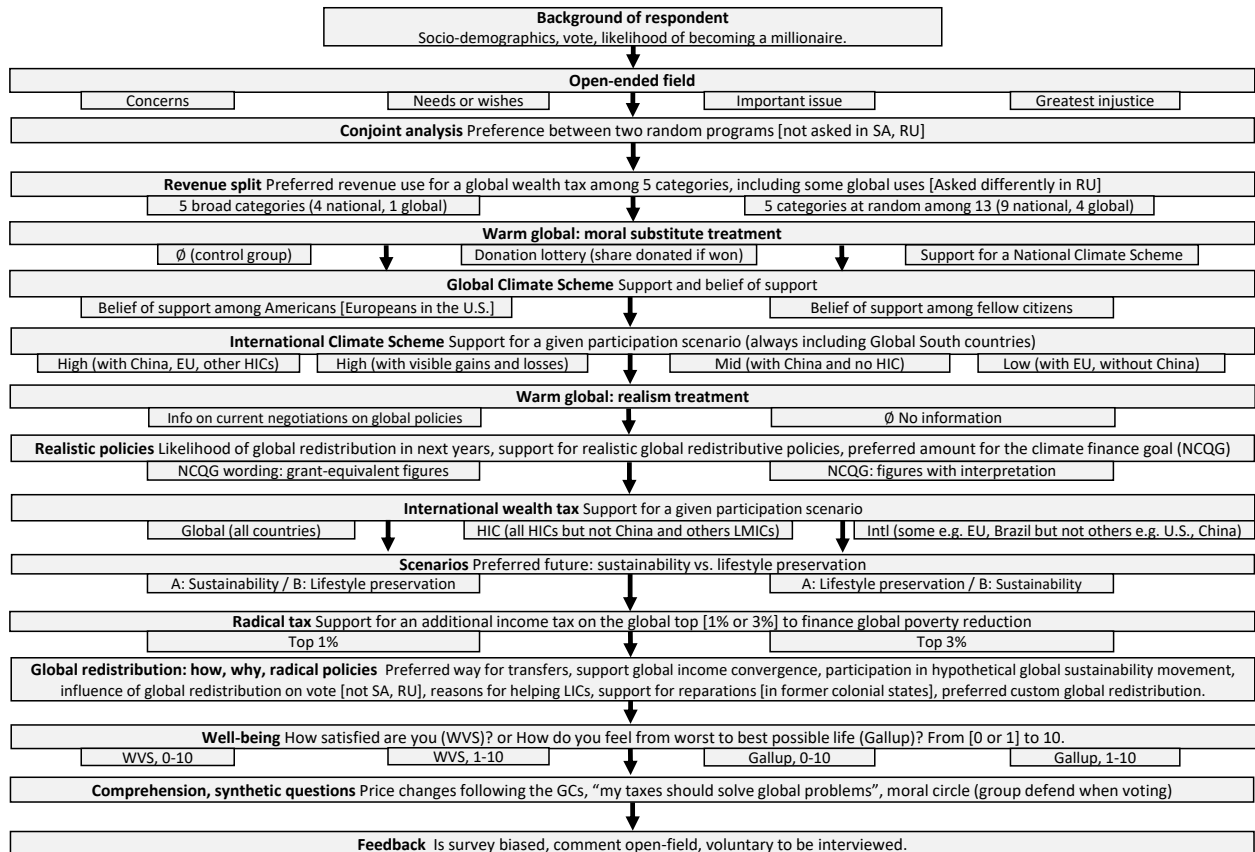 Background of respondent
Socio-demographics, vote, likelihood of becoming a millionaire.
Open-ended field
Concerns
Needs or wishes
Important issue
Greatest injustice
Conjoint analysis Preference between two random programs [not asked in SA, RU]
Revenue split Preferred revenue use for a global wealth tax among 5 categories, including some global uses [Asked differently in RU]
5 broad categories (4 national, 1 global)
5 categories at random among 13 (9 national, 4 global)
Warm global: moral substitute treatment
Ø (control group)
Donation lottery (share donated if won)
Support for a National Climate Scheme
Global Climate Scheme Support and belief of support
Belief of support among Americans [Europeans in the U.S.]
Belief of support among fellow citizens
International Climate Scheme Support for a given participation scenario (always including Global South countries)
High (with China, EU, other HICs)
High (with visible gains and losses)
Mid (with China and no HIC)
Low (with EU, without China)
Warm global: realism treatment
Info on current negotiations on global policies
Ø No information
Realistic policies Likelihood of global redistribution in next years, support for realistic global redistributive policies, preferred amount for the climate finance goal (NCQG)
NCQG wording: grant-equivalent figures
NCQG: figures with interpretation
International wealth tax Support for a given participation scenario
Global (all countries)
HIC (all HICs but not China and others LMICs)
Intl (some e.g. EU, Brazil but not others e.g. U.S., China)
Scenarios Preferred future: sustainability vs. lifestyle preservation
A: Sustainability / B: Lifestyle preservation
A: Lifestyle preservation / B: Sustainability
Radical tax Support for an additional income tax on the global top [1% or 3%] to finance global poverty reduction
Top 1%
Top 3%
Global redistribution: how, why, radical policies Preferred way for transfers, support global income convergence, participation in hypothetical global sustainability movement,
influence of global redistribution on vote [not SA, RU], reasons for helping LICs, support for reparations [in former colonial states], preferred custom global redistribution.
Well-being How satisfied are you (WVS)? or How do you feel from worst to best possible life (Gallup)? From [0 or 1] to 10.
WVS, 0-10
WVS, 1-10
Gallup, 0-10
Gallup, 1-10
Comprehension, synthetic questions Price changes following the GCs, “my taxes should solve global problems”, moral circle (group defend when voting)
Feedback Is survey biased, comment open-field, voluntary to be interviewed.